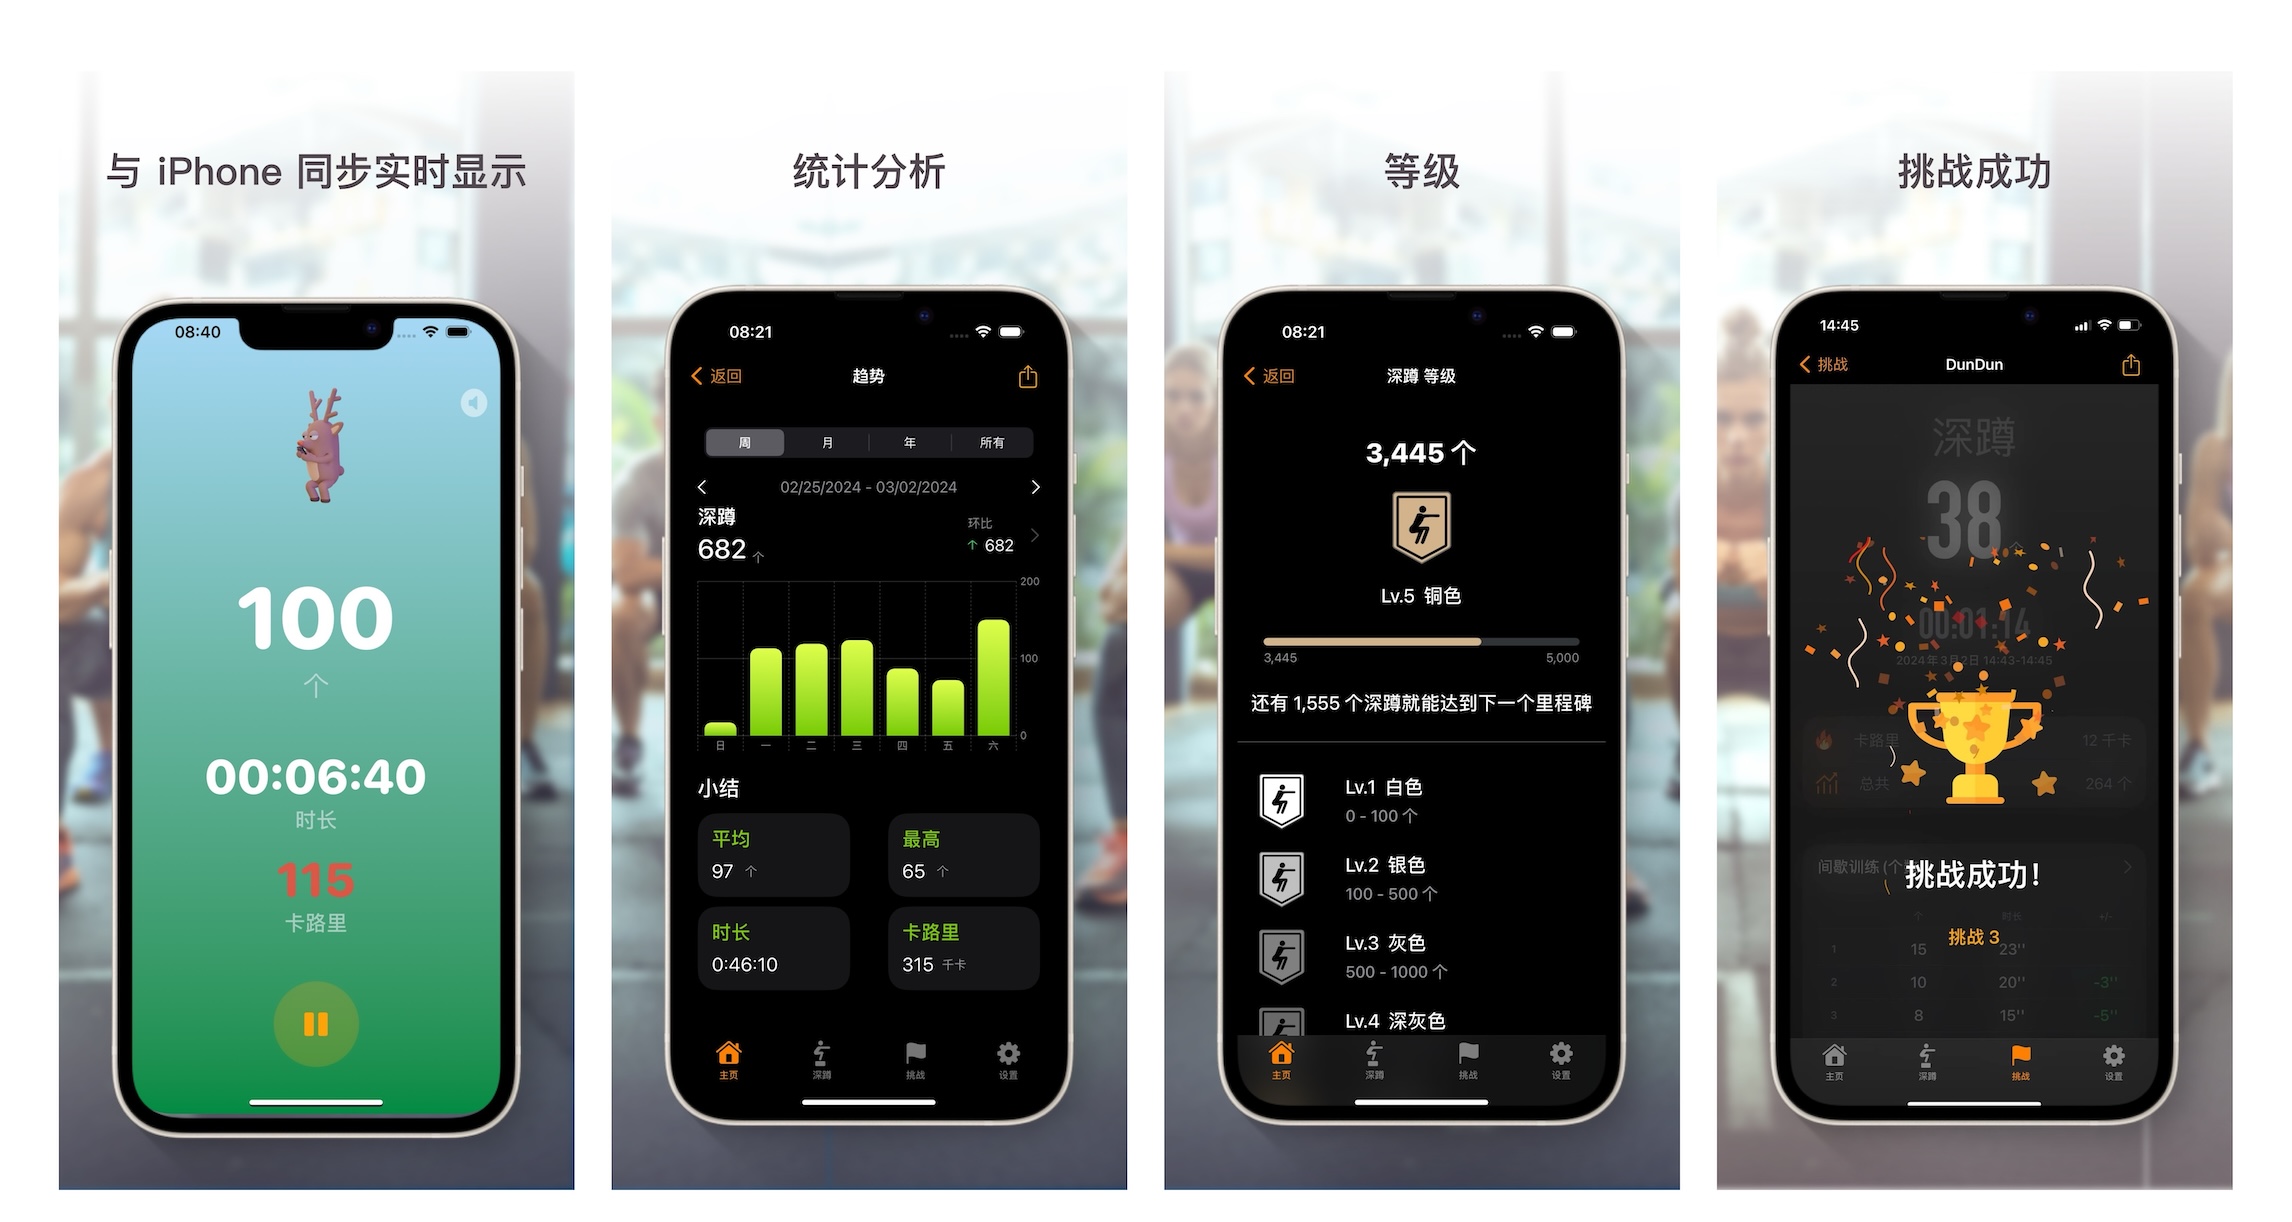 与 iPhone 同步实时显示
08:40
100
个
00:06:40
时长
115
卡路里
统计分析
08:21
返回
趋势
周
月
年
所有
02/25/2024 - 03/02/2024
深蹲
682 个
环比
↑ 682
200
100
0
日 一 二 三 四 五 六
小结
平均
97 个
最高
65 个
时长
0:46:10
卡路里
315 千卡
主页
深蹲
挑战
设置
等级
08:21
返回
深蹲 等级
3,445 个
Lv.5 铜色
3,445
5,000
还有 1,555 个深蹲就能达到下一个里程碑
Lv.1 白色
0 - 100 个
Lv.2 银色
100 - 500 个
Lv.3 灰色
500 - 1000 个
Lv.4 深灰色
主页
深蹲
挑战
设置
挑战成功
14:45
挑战
DunDun
深蹲
38 个
00:01:14
2024年3月2日 14:43-14:45
卡路里
12 千卡
总共
264 个
间歇训练 (个
挑战成功!
个
时长
+/-
挑战 3
1 15 23''
2 10 20'' -3''
3 8 15'' -5''
主页
深蹲
挑战
设置